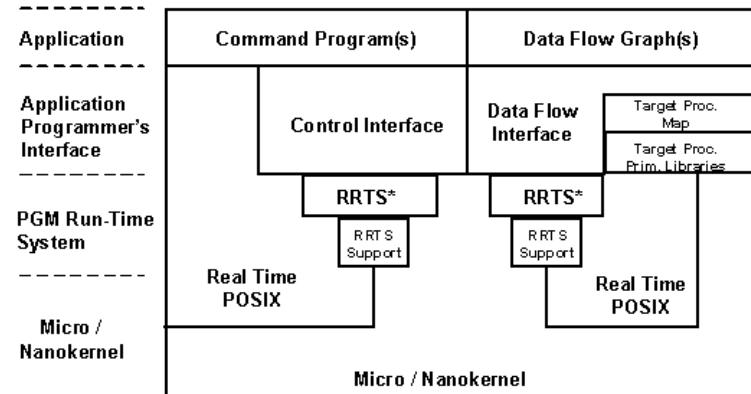 Application
Command Program(s)
Data Flow Graph(s)
Application
Programmer's
Interface
Control Interface
Data Flow
Interface
Target Proc.
Map
Target Proc.
Prim. Libraries
PGM Run-Time
System
RRTS*
RRTS*
RRTS
Support
RRTS
Support
Real Time
POSIX
Real Time
POSIX
Micro /
Nanokernel
Micro / Nanokernel